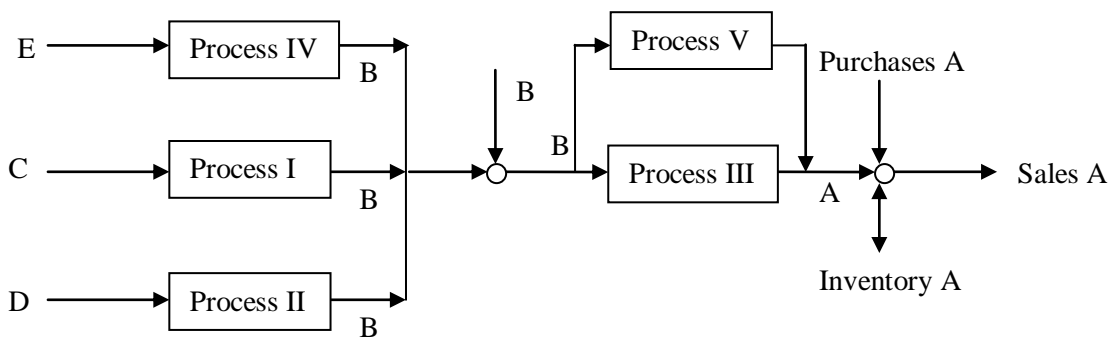 E
Process IV
B
Process V
Purchases A
B
C
Process I
B
B
Process III
A
Sales A
D
Process II
B
Inventory A